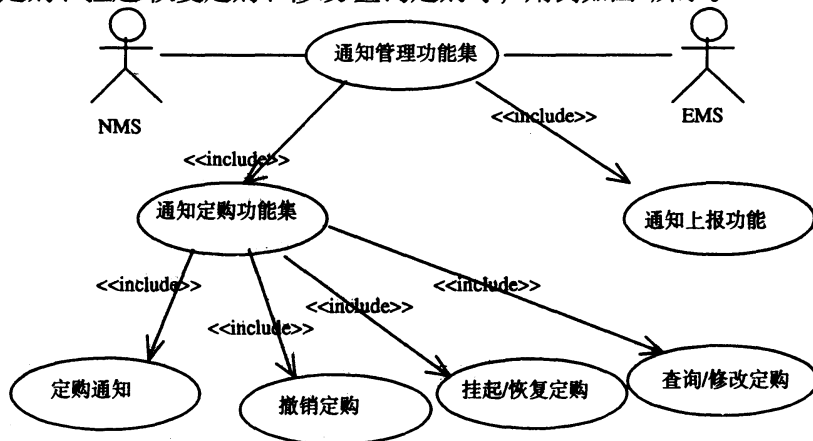 通知管理功能集
NMS
EMS
<<include>>
<<include>>
通知定购功能集
通知上报功能
<<include>>
<<include>>
<<include>>
<<include>>
定购通知
撤销定购
挂起/恢复定购
查询/修改定购